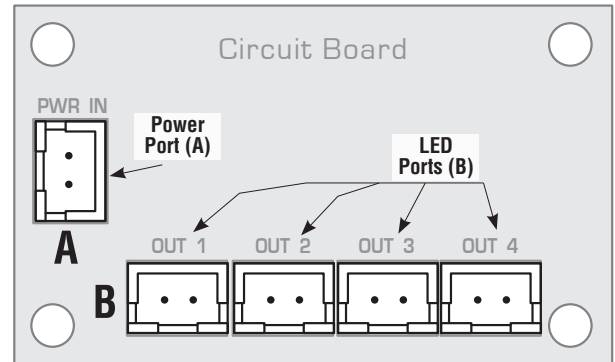 Circuit Board
PWR IN
Power
Port (A)
LED
Ports (B)
A
OUT 1
OUT 2
OUT 3
OUT 4
B